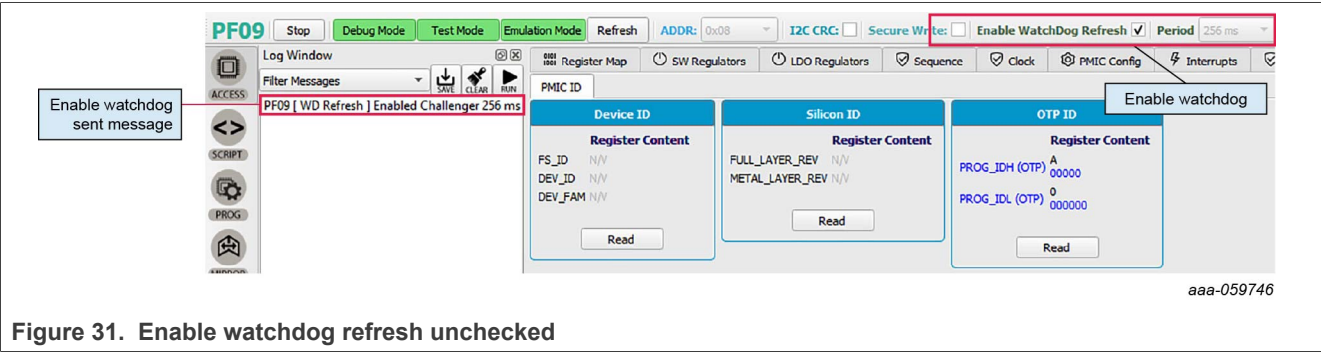 PF09 Stop Debug Mode Test Mode Emulation Mode Refresh ADDR: 0x08 I2C CRC: Secure Write: Enable WatchDog Refresh Period 256 ms
Log Window
Register Map SW Regulators LDO Regulators Sequence Clock PMIC Config Interrupts
Filter Messages SAVE CLEAR RUN
ACCESS
PMIC ID
Enable watchdog
sent message
PF09 [ WD Refresh ] Enabled Challenger 256 ms
Enable watchdog
Device ID Silicon ID OTP ID
SCRIPT
Register Content Register Content Register Content
FS_ID N/V FULL_LAYER_REV N/V PROG_IDH (OTP) A
00000
DEV_ID N/V METAL_LAYER_REV N/V
DEV_FAM N/V PROG_IDL (OTP) 0
000000
PROG
Read Read Read
aaa-059746
Figure 31. Enable watchdog refresh unchecked